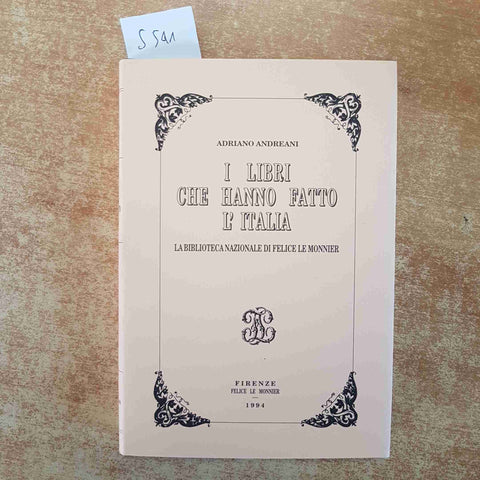 S 541
ADRIANO ANDREANI
I LIBRI
CHE HANNO FATTO
L'ITALIA
LA BIBLIOTECA NAZIONALE DI FELICE LE MONNIER
FIRENZE
FELICE LE MONNIER
1994